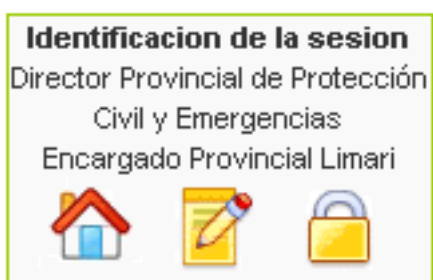 Identificacion de la sesion
Director Provincial de Protección
Civil y Emergencias
Encargado Provincial Limari